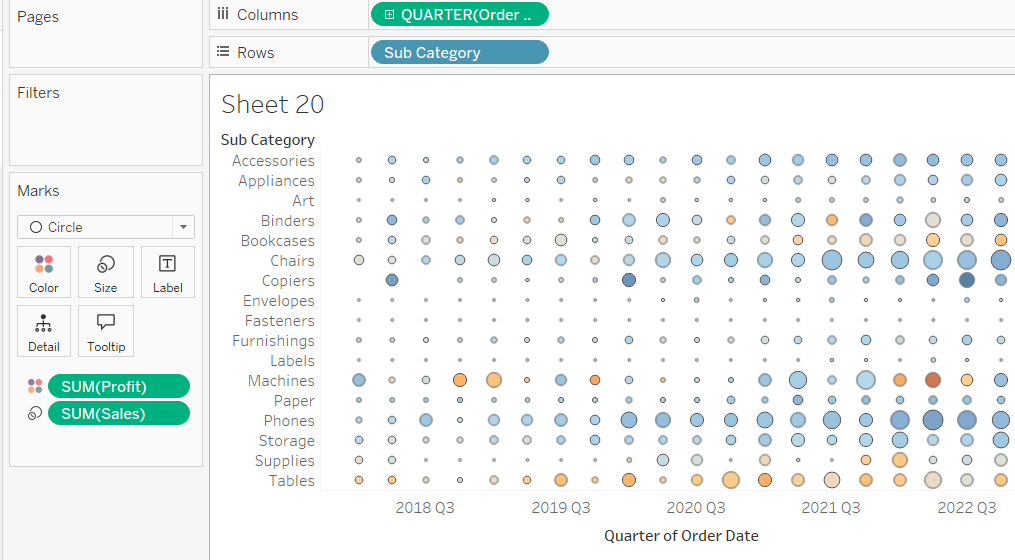 Pages
Columns
QUARTER(Order ..
Rows
Sub Category
Filters
Sheet 20
Sub Category
Accessories
Appliances
Art
Marks
Binders
Circle
Bookcases
Chairs
Color
Size
Label
Copiers
Envelopes
Fasteners
Detail
Tooltip
Furnishings
Labels
SUM(Profit)
Machines
SUM(Sales)
Paper
Phones
Storage
Supplies
Tables
2018 Q3
2019 Q3
2020 Q3
2021 Q3
2022 Q3
Quarter of Order Date